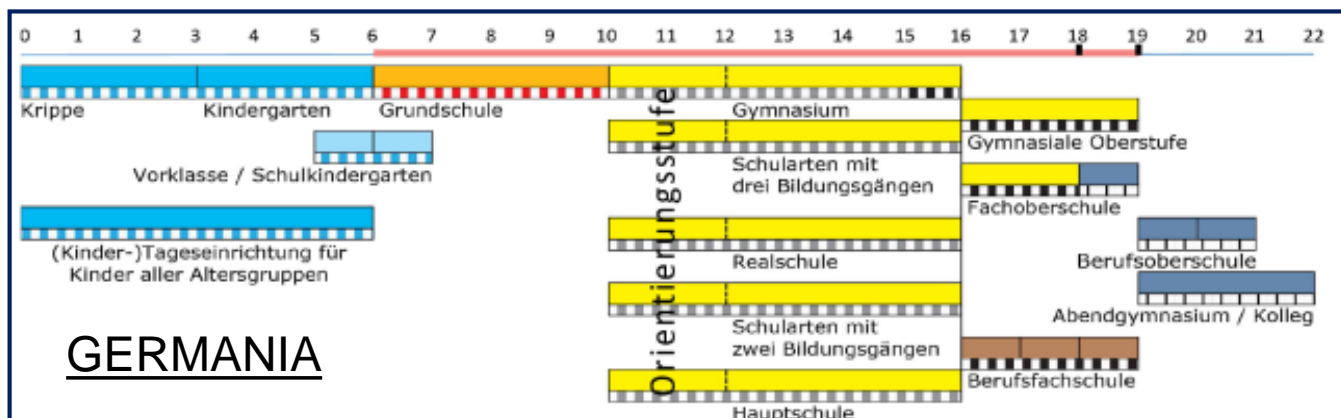 0 1 2 3 4 5 6 7 8 9 10 11 12 13 14 15 16 17 18 19 20 21 22
Krippe Kindergarten Grundschule Gymnasium
Gymnasiale Oberstufe
Vorklasse / Schulkindergarten
Schularten mit
drei Bildungsgängen
Fachoberschule
(Kinder-)Tageseinrichtung für
Kinder aller Altersgruppen
Realschule
Berufsoberschule
Abendgymnasium / Kolleg
Schularten mit
zwei Bildungsgängen
Berufsfachschule
Hauptschule
Orientierungsstufe
GERMANIA